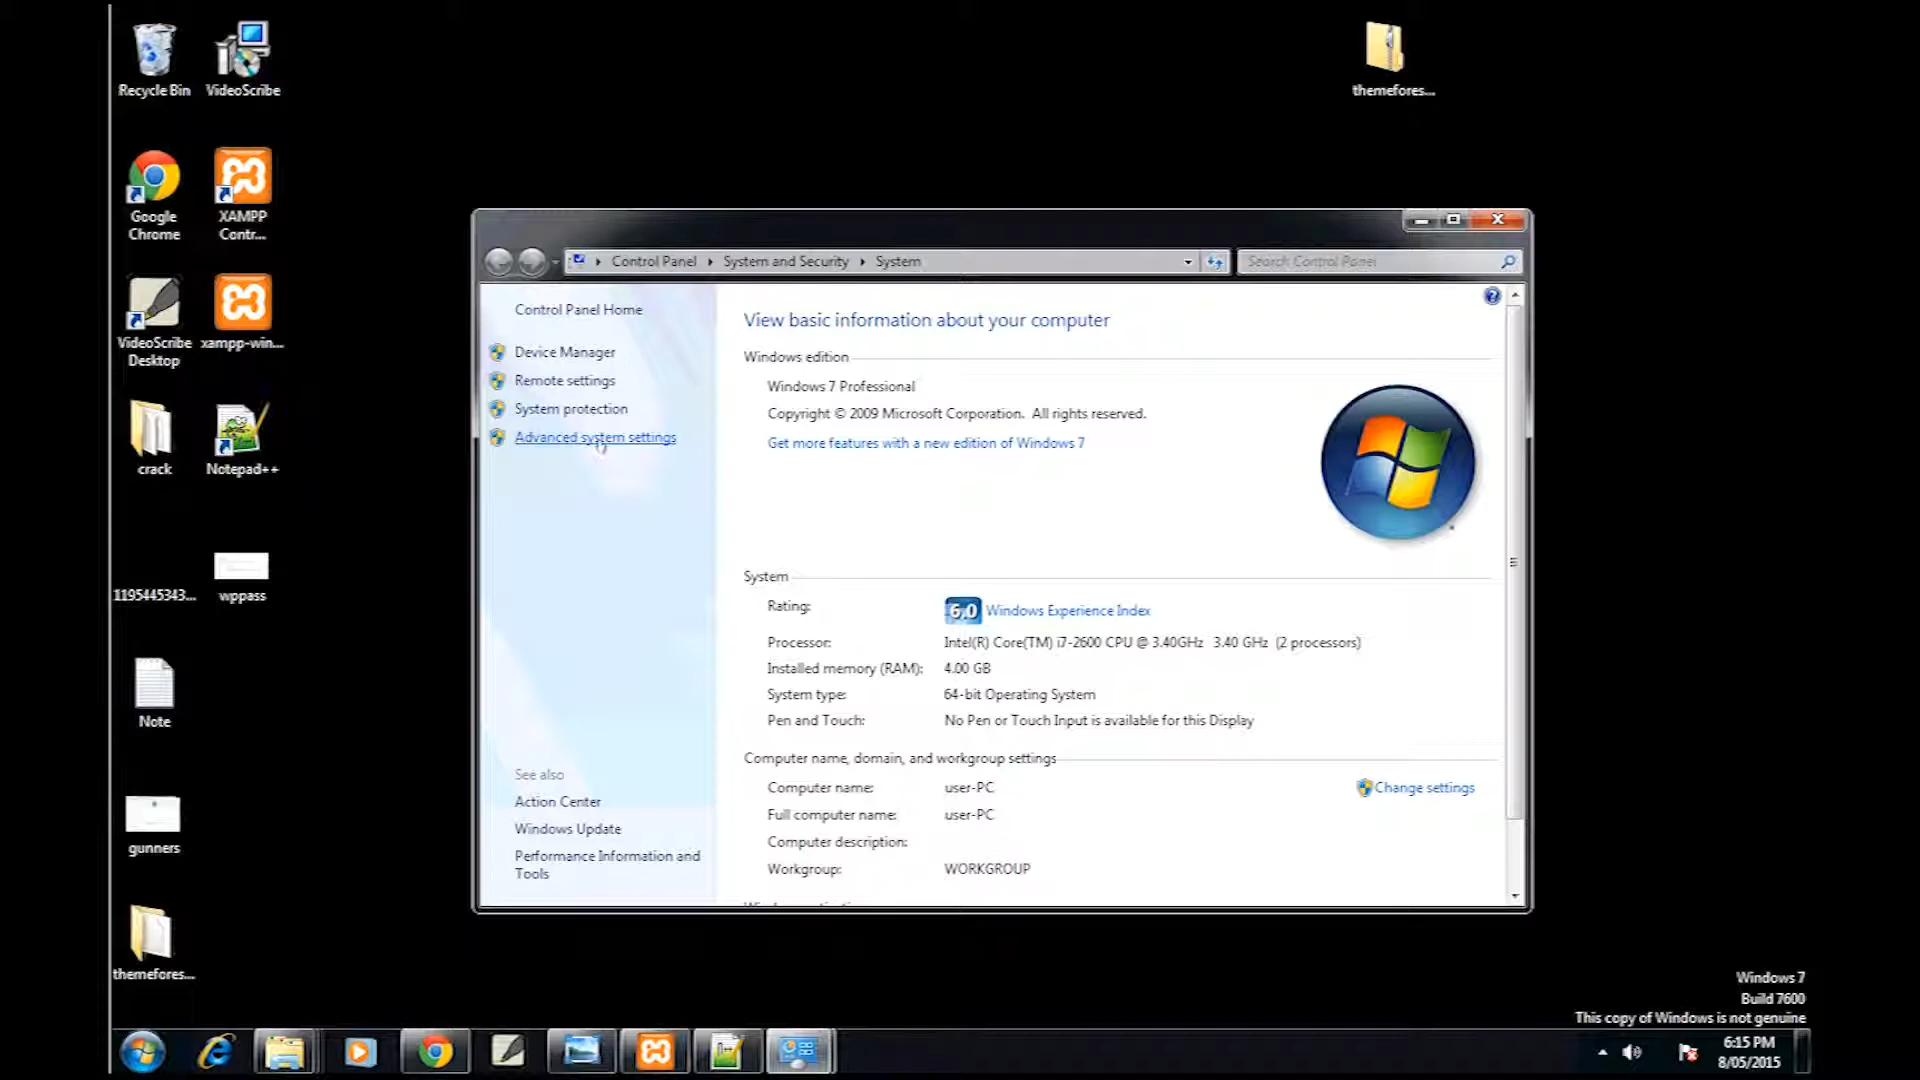 Recycle Bin
VideoScribe
themefores...
Google
Chrome
XAMPP
Contr...
VideoScribe
Desktop
xampp-win...
crack
Notepad++
1195445343...
wppass
Note
gunners
themefores...
Control Panel
System and Security
System
Search Control Panel
Control Panel Home
Device Manager
Remote settings
System protection
Advanced system settings
See also
Action Center
Windows Update
Performance Information and
Tools
View basic information about your computer
Windows edition
Windows 7 Professional
Copyright © 2009 Microsoft Corporation. All rights reserved.
Get more features with a new edition of Windows 7
System
Rating:
6.0 Windows Experience Index
Processor:
Intel(R) Core(TM) i7-2600 CPU @ 3.40GHz 3.40 GHz (2 processors)
Installed memory (RAM):
4.00 GB
System type:
64-bit Operating System
Pen and Touch:
No Pen or Touch Input is available for this Display
Computer name, domain, and workgroup settings
Computer name:
user-PC
Change settings
Full computer name:
user-PC
Computer description:
Workgroup:
WORKGROUP
Windows 7
Build 7600
This copy of Windows is not genuine
6:15 PM
8/05/2015